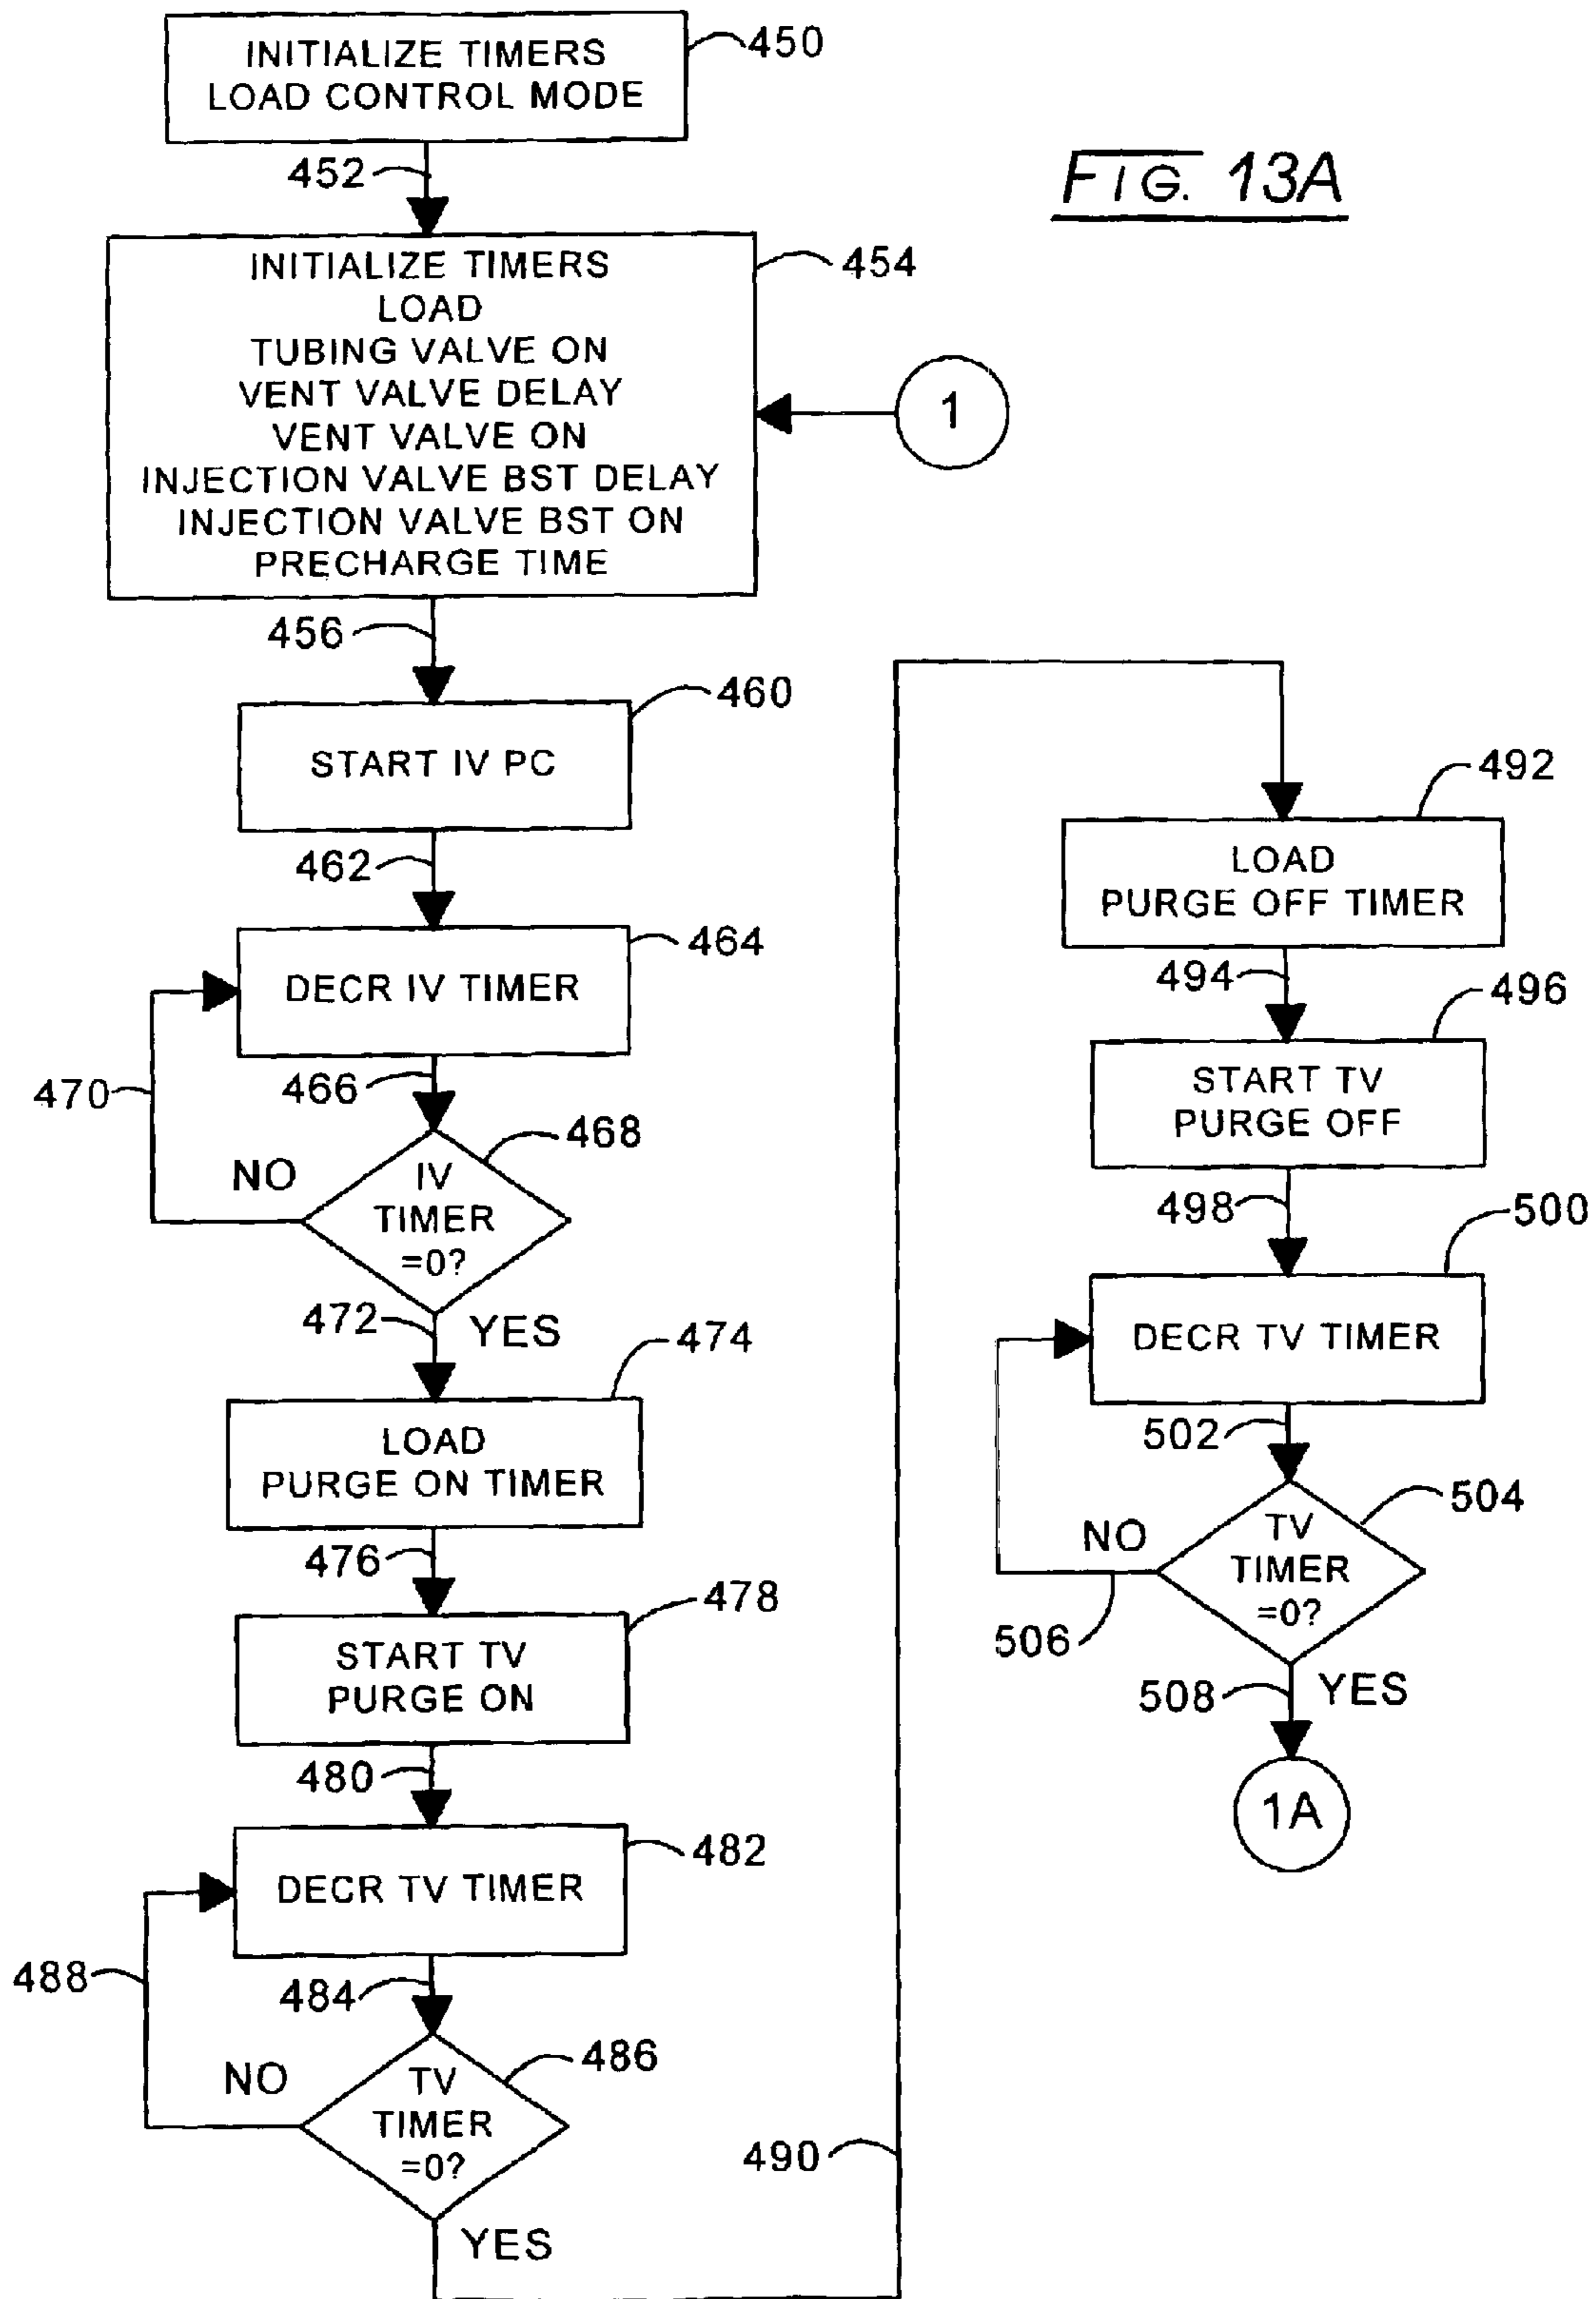 INITIALIZE TIMERS
LOAD CONTROL MODE
450
452
FIG. 13A
INITIALIZE TIMERS
LOAD
TUBING VALVE ON
VENT VALVE DELAY
VENT VALVE ON
INJECTION VALVE BST DELAY
INJECTION VALVE BST ON
PRECHARGE TIME
454
1
456
START IV PC
460
462
DECR IV TIMER
464
466
470
IV
TIMER
=0?
468
NO
472
YES
LOAD
PURGE ON TIMER
474
476
START TV
PURGE ON
478
480
DECR TV TIMER
482
484
488
TV
TIMER
=0?
486
NO
YES
490
LOAD
PURGE OFF TIMER
492
494
START TV
PURGE OFF
496
498
DECR TV TIMER
500
502
TV
TIMER
=0?
504
NO
506
508
YES
1A